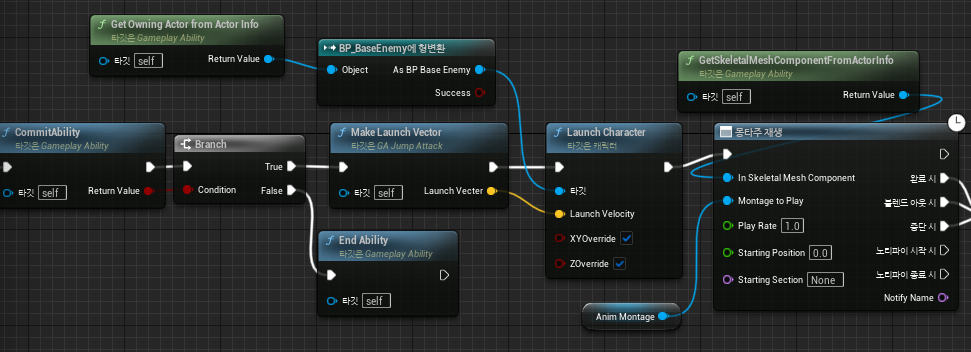 Get Owning Actor from Actor Info
타깃은 Gameplay Ability
타깃 self
Return Value
BP_BaseEnemy에 형변환
Object
As BP Base Enemy
Success
GetSkeletalMeshComponentFromActorInfo
타깃은 Gameplay Ability
타깃 self
Return Value
CommitAbility
타깃은 Gameplay Ability
타깃 self
Return Value
Branch
True
Condition
False
Make Launch Vector
타깃은 GA Jump Attack
타깃 self
Launch Vecter
Launch Character
타깃은 캐릭터
타깃
Launch Velocity
XYOverride
ZOverride
몽타주 재생
In Skeletal Mesh Component
완료 시
Montage to Play
블렌드 아웃 시
Play Rate 1.0
중단 시
Starting Position 0.0
노티파이 시작 시
Starting Section None
노티파이 종료 시
Notify Name
End Ability
타깃은 Gameplay Ability
타깃 self
Anim Montage